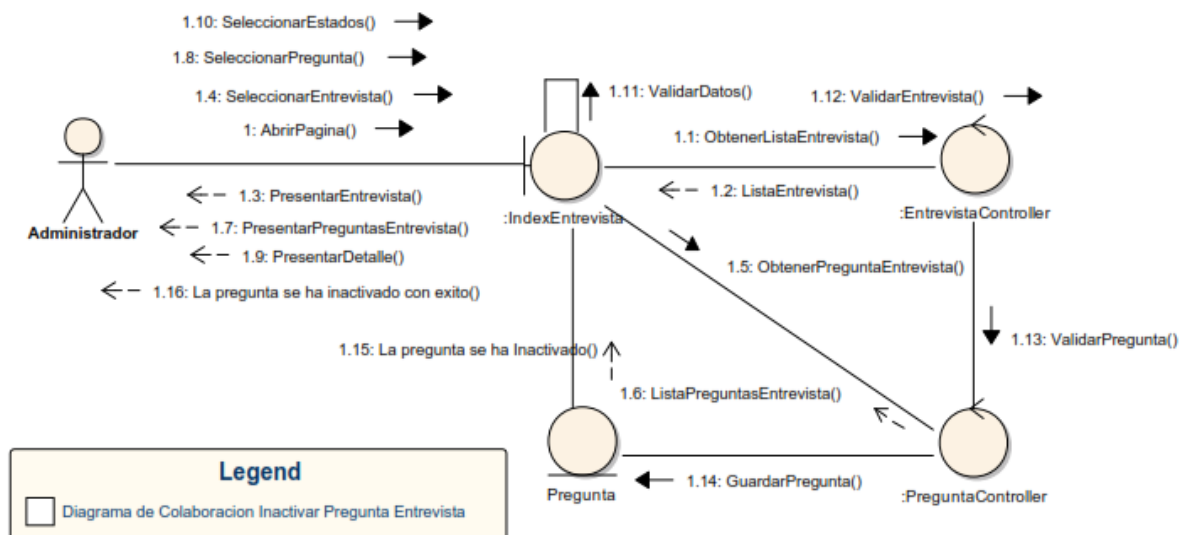 1.10: SeleccionarEstados()
1.8: SeleccionarPregunta()
1.4: SeleccionarEntrevista()
1: AbrirPagina()
1.11: ValidarDatos()
1.12: ValidarEntrevista()
1.1: ObtenerListaEntrevista()
1.3: PresentarEntrevista()
1.2: ListaEntrevista()
:IndexEntrevista
:EntrevistaController
Administrador
1.7: PresentarPreguntasEntrevista()
1.9: PresentarDetalle()
1.5: ObtenerPreguntaEntrevista()
1.16: La pregunta se ha inactivado con exito()
1.13: ValidarPregunta()
1.15: La pregunta se ha Inactivado()
1.6: ListaPreguntasEntrevista()
1.14: GuardarPregunta()
Pregunta
:PreguntaController
Legend
Diagrama de Colaboracion Inactivar Pregunta Entrevista